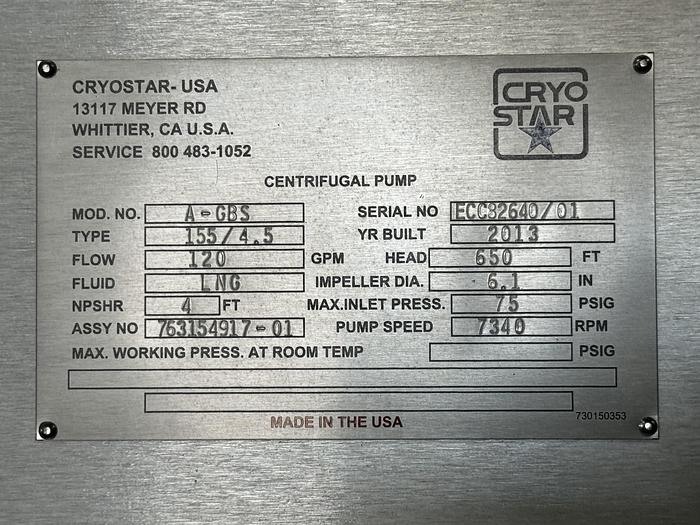 CRYOSTAR- USA
13117 MEYER RD
WHITTIER, CA U.S.A.
SERVICE 800 483-1052
CRYO
STAR
CENTRIFUGAL PUMP
MOD. NO. A-GBS SERIAL NO ECC82640/01
TYPE 155/4.5 YR BUILT 2013
FLOW 120 GPM HEAD 650 FT
FLUID LNG IMPELLER DIA. 6.1 IN
NPSHR 4 FT MAX.INLET PRESS. 75 PSIG
ASSY NO 763154917-01 PUMP SPEED 7340 RPM
MAX. WORKING PRESS. AT ROOM TEMP PSIG
730150353
MADE IN THE USA